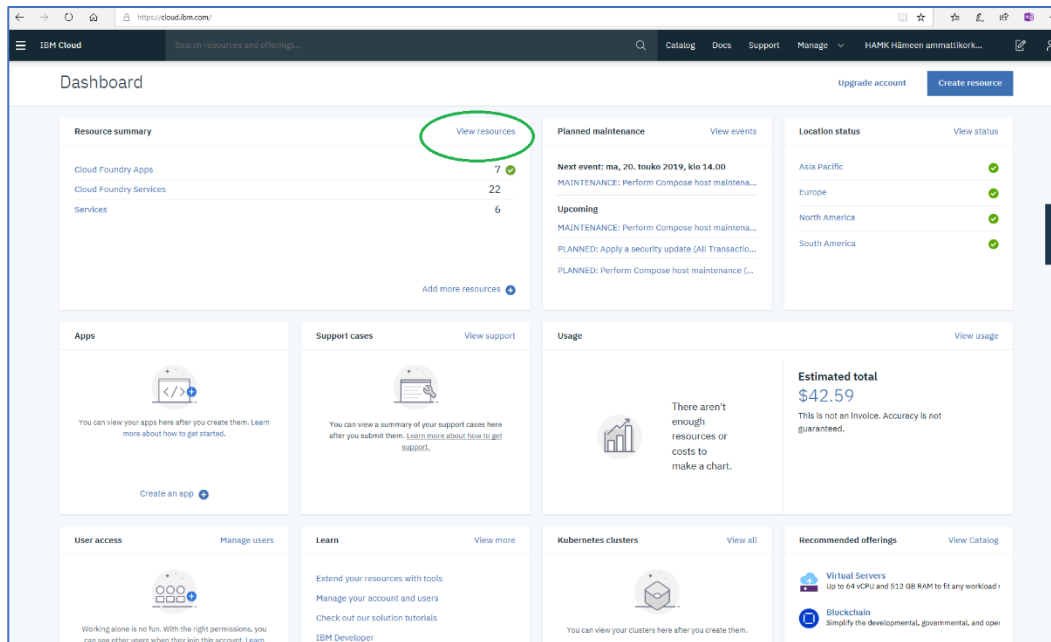 https://cloud.ibm.com/
IBM Cloud
Search resources and offerings...
Catalog Docs Support Manage HAMK Hämeen ammattikork...
Dashboard
Upgrade account
Create resource
Resource summary
View resources
Cloud Foundry Apps 7
Cloud Foundry Services 22
Services 6
Add more resources
Planned maintenance
View events
Next event: ma, 20. touko 2019, klo 14.00
MAINTENANCE: Perform Compose host maintena...
Upcoming
MAINTENANCE: Perform Compose host maintena...
PLANNED: Apply a security update (All Transactio...
PLANNED: Perform Compose host maintenance (...
Location status
View status
Asia Pacific
Europe
North America
South America
Apps
</>
You can view your apps here after you create them. Learn
more about how to get started.
Create an app
Support cases
View support
You can view a summary of your support cases here
after you submit them. Learn more about how to get
support.
Usage
View usage
There aren't
enough
resources or
costs to
make a chart.
Estimated total
$42.59
This is not an invoice. Accuracy is not
guaranteed.
User access
Manage users
Working alone is no fun. With the right permissions, you
can see other users when they join this account. Learn
Learn
View more
Extend your resources with tools
Manage your account and users
Check out our solution tutorials
IBM Developer
Kubernetes clusters
View all
You can view your clusters here after you create them.
Recommended offerings
View Catalog
Virtual Servers
Up to 64 vCPU and 512 GB RAM to fit any workload
Blockchain
Simplify the developmental, governmental, and oper